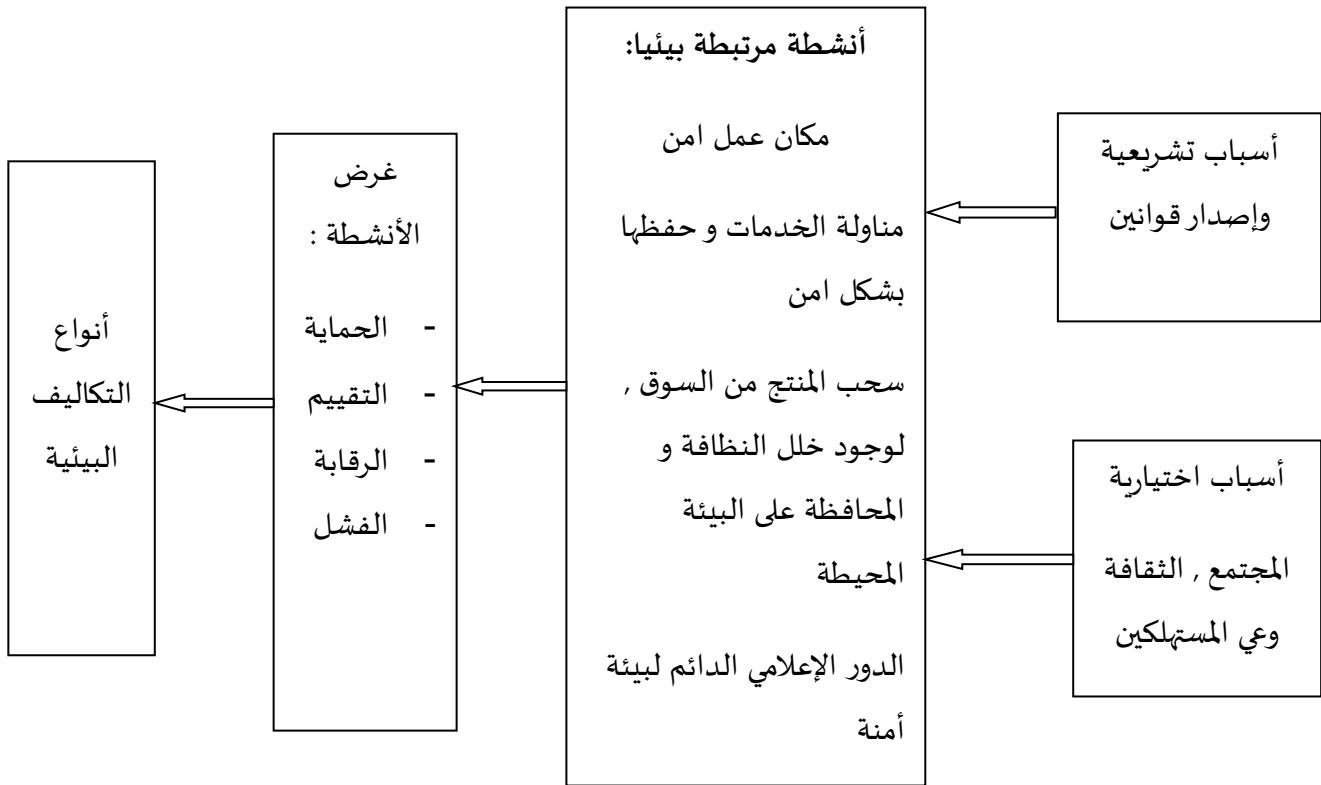 أسباب تشريعية
وإصدار قوانين
أسباب اختيارية
المجتمع , الثقافة
وعي المستهلكين
أنشطة مرتبطة بيئيا:
مكان عمل امن
مناولة الخدمات و حفظها
بشكل امن
سحب المنتج من السوق ,
لوجود خلل النظافة و
المحافظة على البيئة
المحيطة
الدور الإعلامي الدائم لبيئة
أمنة
غرض
الأنشطة :
- الحماية
- التقييم
- الرقابة
- الفشل
أنواع
التكاليف
البيئية